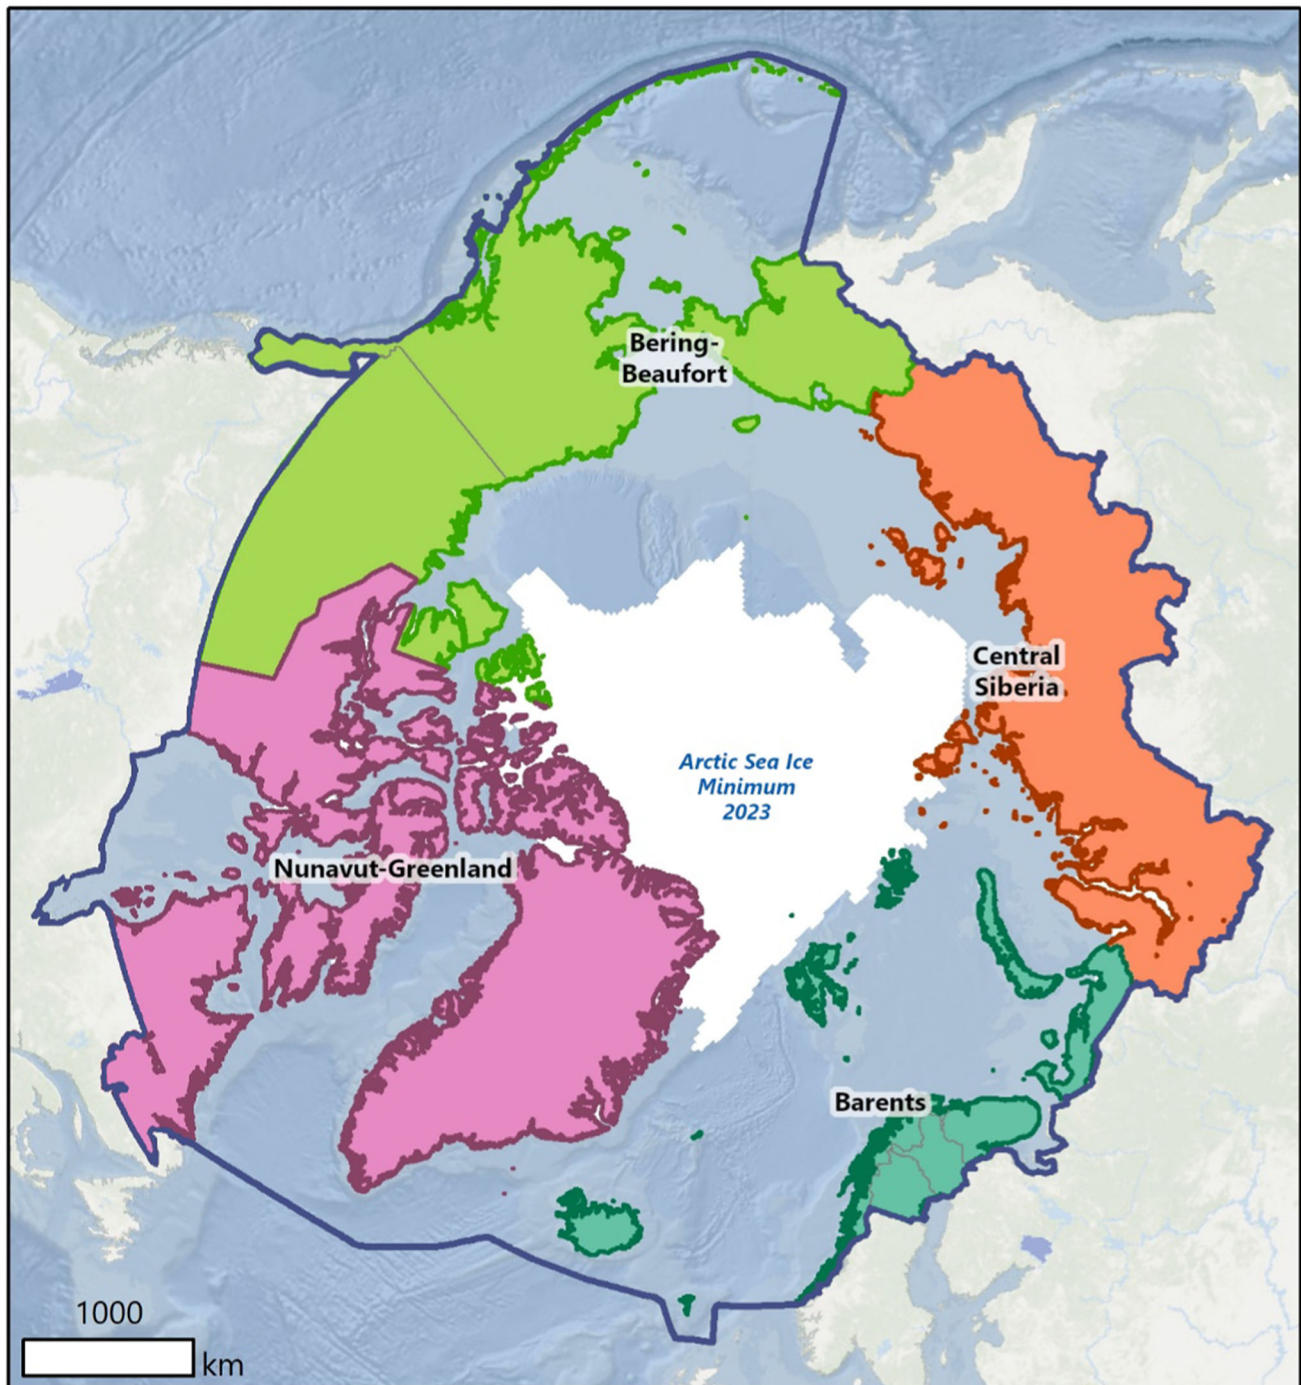 Bering-
Beaufort
Central
Siberia
Arctic Sea Ice
Minimum
2023
Nunavut-Greenland
Barents
1000
km